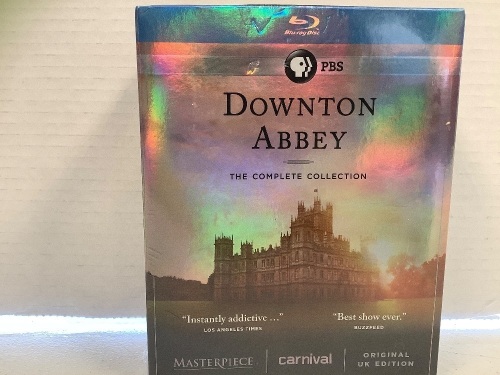 Blu-ray Disc
PBS
DOWNTON
ABBEY
THE COMPLETE COLLECTION
“Instantly addictive ...” “Best show ever.”
LOS ANGELES TIMES BUZZFEED
MASTERPIECE carnival ORIGINAL
UK EDITION